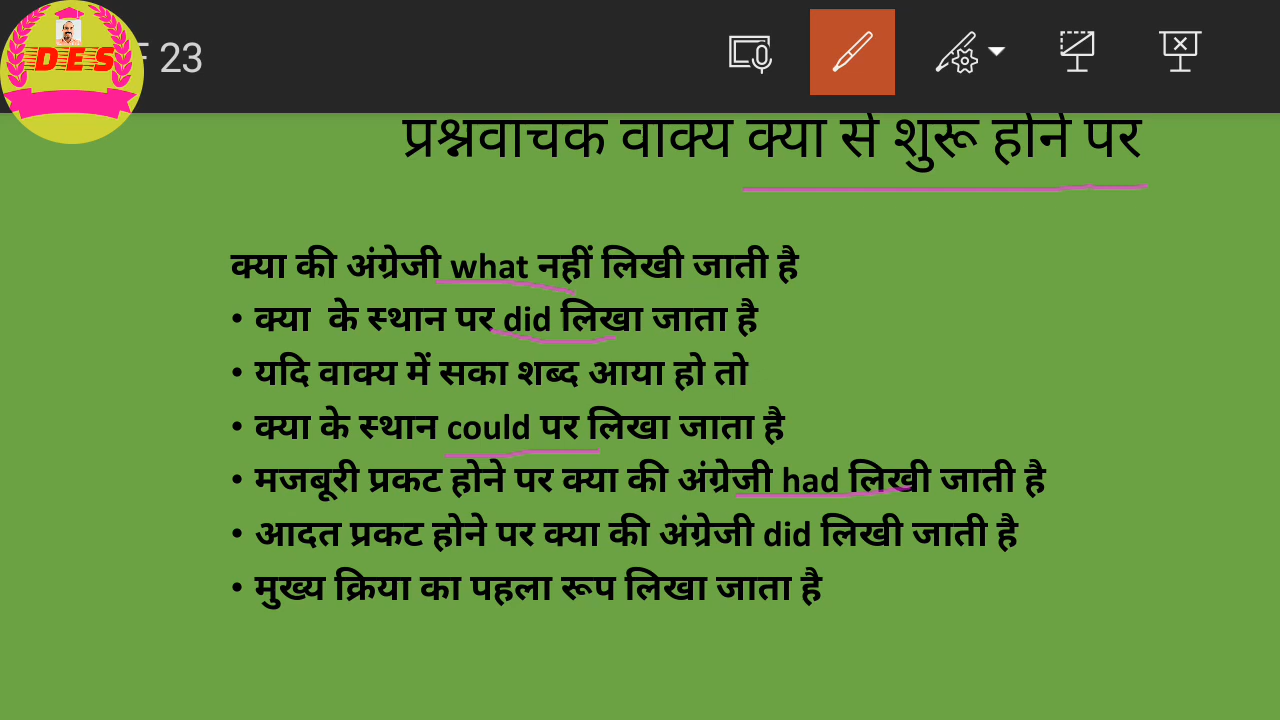 DES
F 23
प्रश्नवाचक वाक्य क्या से शुरू होने पर
क्या की अंग्रेजी what नहीं लिखी जाती है
• क्या के स्थान पर did लिखा जाता है
• यदि वाक्य में सका शब्द आया हो तो
• क्या के स्थान could पर लिखा जाता है
• मजबूरी प्रकट होने पर क्या की अंग्रेजी had लिखी जाती है
• आदत प्रकट होने पर क्या की अंग्रेजी did लिखी जाती है
• मुख्य क्रिया का पहला रूप लिखा जाता है